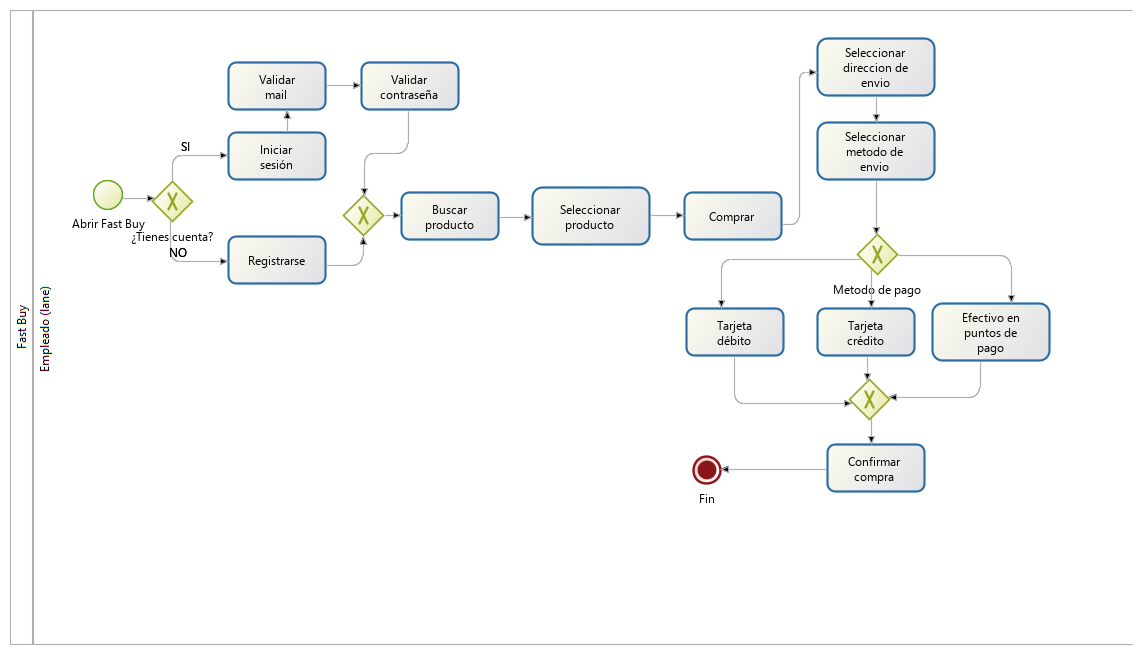 Fast Buy
Empleado (lane)
Abrir Fast Buy
¿Tienes cuenta?
SI
NO
Iniciar
sesión
Validar
mail
Validar
contraseña
Registrarse
Buscar
producto
Seleccionar
producto
Comprar
Seleccionar
direccion de
envio
Seleccionar
metodo de
envio
Metodo de pago
Tarjeta
débito
Tarjeta
crédito
Efectivo en
puntos de
pago
Confirmar
compra
Fin